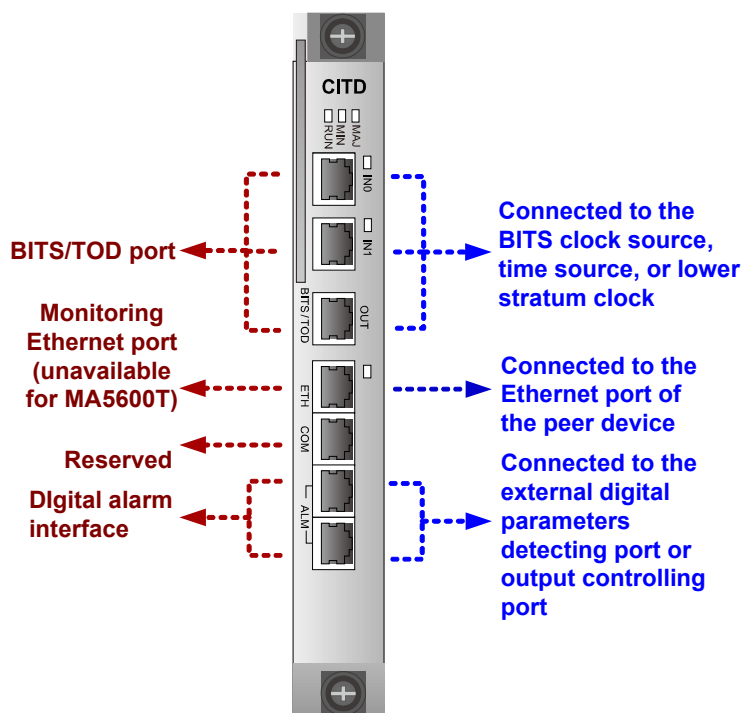 CITD
RUN
MIN
MAJ
IN0
IN1
BITS/TOD
OUT
ETH
COM
ALM
BITS/TOD port
Monitoring
Ethernet port
(unavailable
for MA5600T)
Reserved
DIgital alarm
interface
Connected to the
BITS clock source,
time source, or lower
stratum clock
Connected to the
Ethernet port of
the peer device
Connected to the
external digital
parameters
detecting port or
output controlling
port